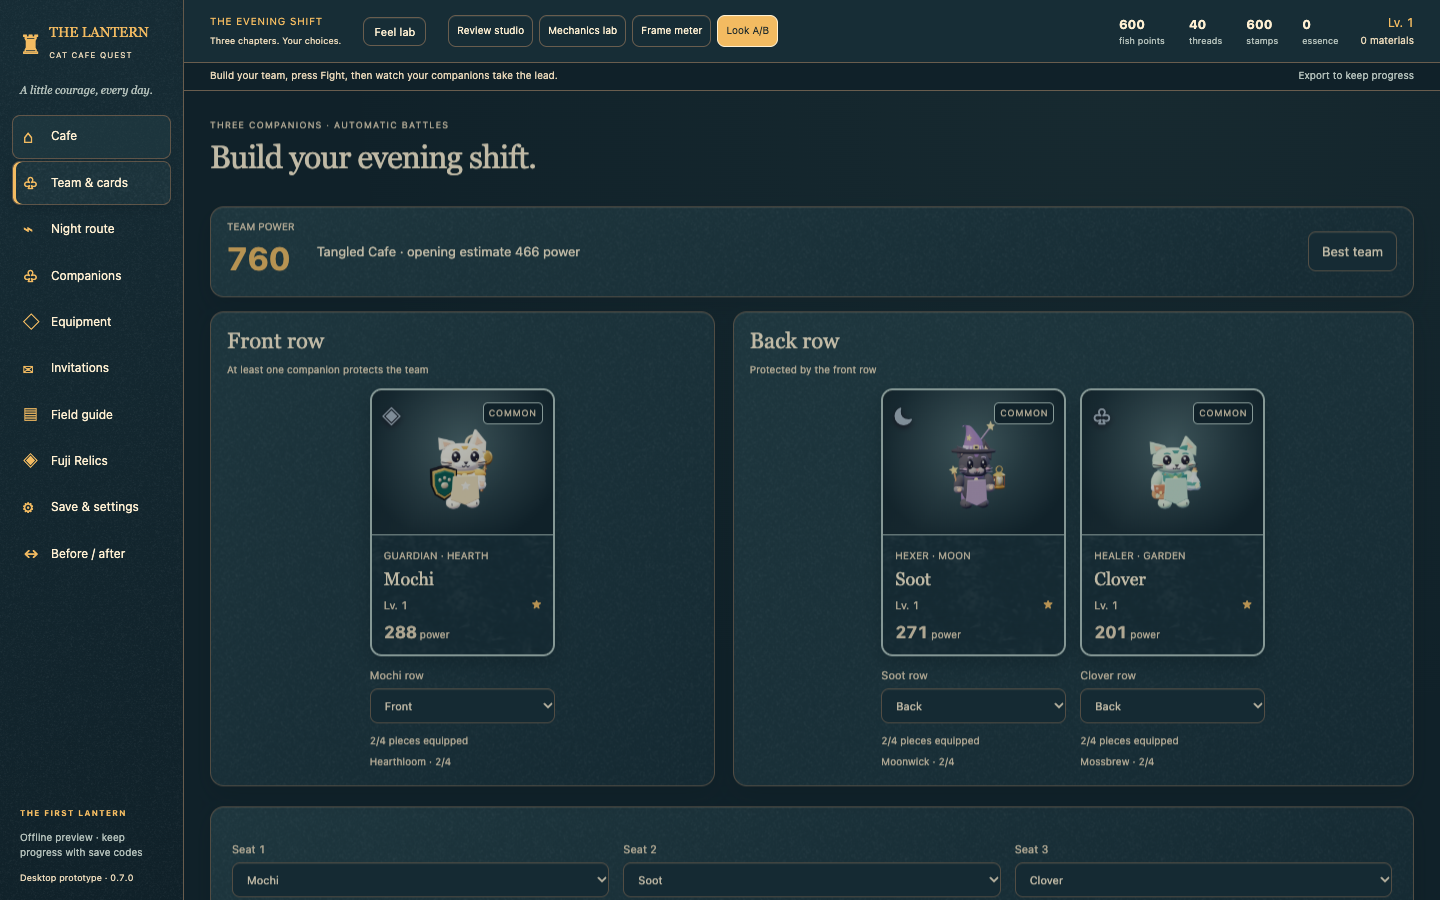 THE LANTERN
CAT CAFE QUEST
A little courage, every day.
Cafe
Team & cards
Night route
Companions
Equipment
Invitations
Field guide
Fuji Relics
Save & settings
Before / after
THE FIRST LANTERN
Offline preview · keep
progress with save codes
Desktop prototype · 0.7.0
THE EVENING SHIFT
Three chapters. Your choices.
Feel lab
Review studio
Mechanics lab
Frame meter
Look A/B
600
fish points
40
threads
600
stamps
0
essence
Lv. 1
0 materials
Build your team, press Fight, then watch your companions take the lead.
Export to keep progress
THREE COMPANIONS · AUTOMATIC BATTLES
Build your evening shift.
TEAM POWER
760
Tangled Cafe · opening estimate 466 power
Best team
Front row
At least one companion protects the team
COMMON
GUARDIAN · HEARTH
Mochi
Lv. 1
288 power
Mochi row
Front
2/4 pieces equipped
Hearthloom · 2/4
Back row
Protected by the front row
COMMON
HEXER · MOON
Soot
Lv. 1
271 power
Soot row
Back
2/4 pieces equipped
Moonwick · 2/4
COMMON
HEALER · GARDEN
Clover
Lv. 1
201 power
Clover row
Back
2/4 pieces equipped
Mossbrew · 2/4
Seat 1
Mochi
Seat 2
Soot
Seat 3
Clover